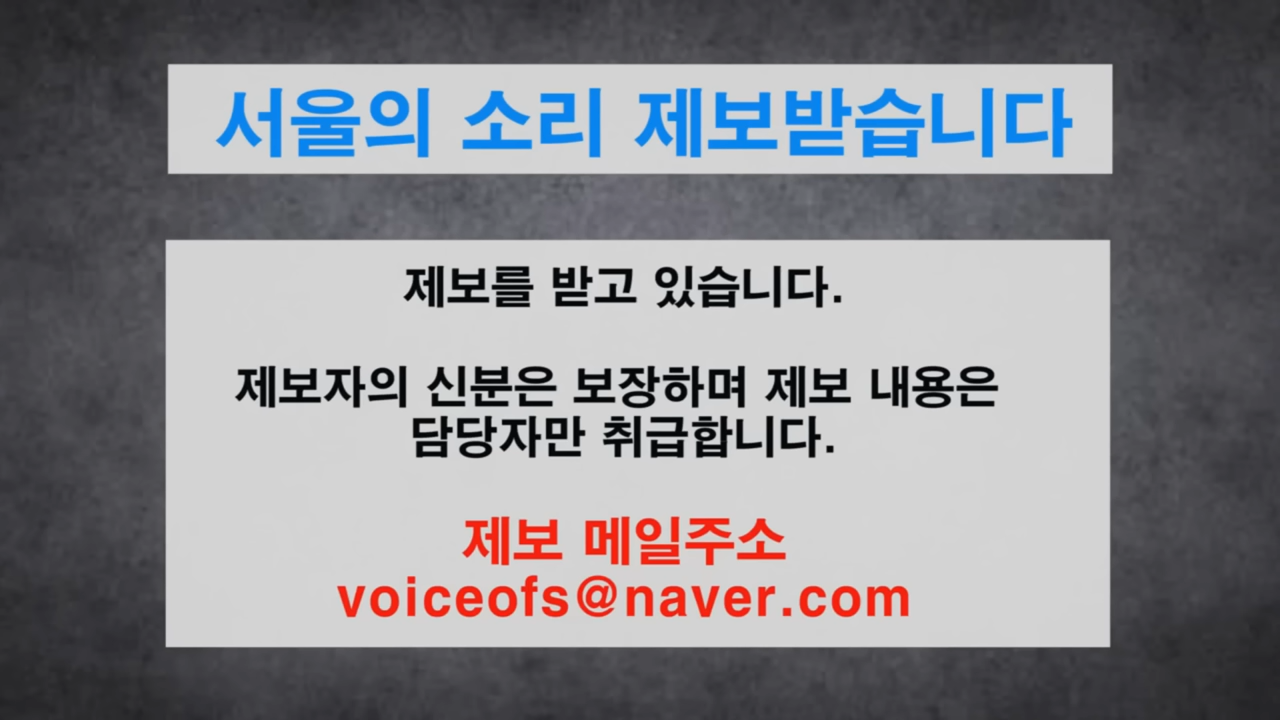 서울의 소리 제보받습니다
제보를 받고 있습니다.
제보자의 신분은 보장하며 제보 내용은
담당자만 취급합니다.
제보 메일주소
voiceofs@naver.com